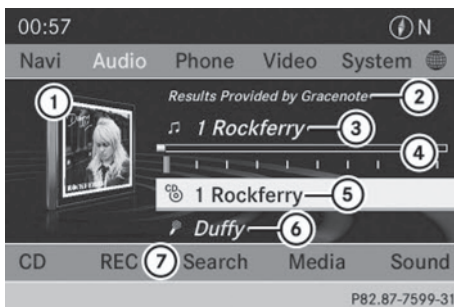 00:57 N
Navi Audio Phone Video System
1
Results Provided by Gracenote 2
1 Rockferry 3
4
CD 1 Rockferry 5
Duffy 6
CD REC 7 Search Media Sound
P82.87-7599-31